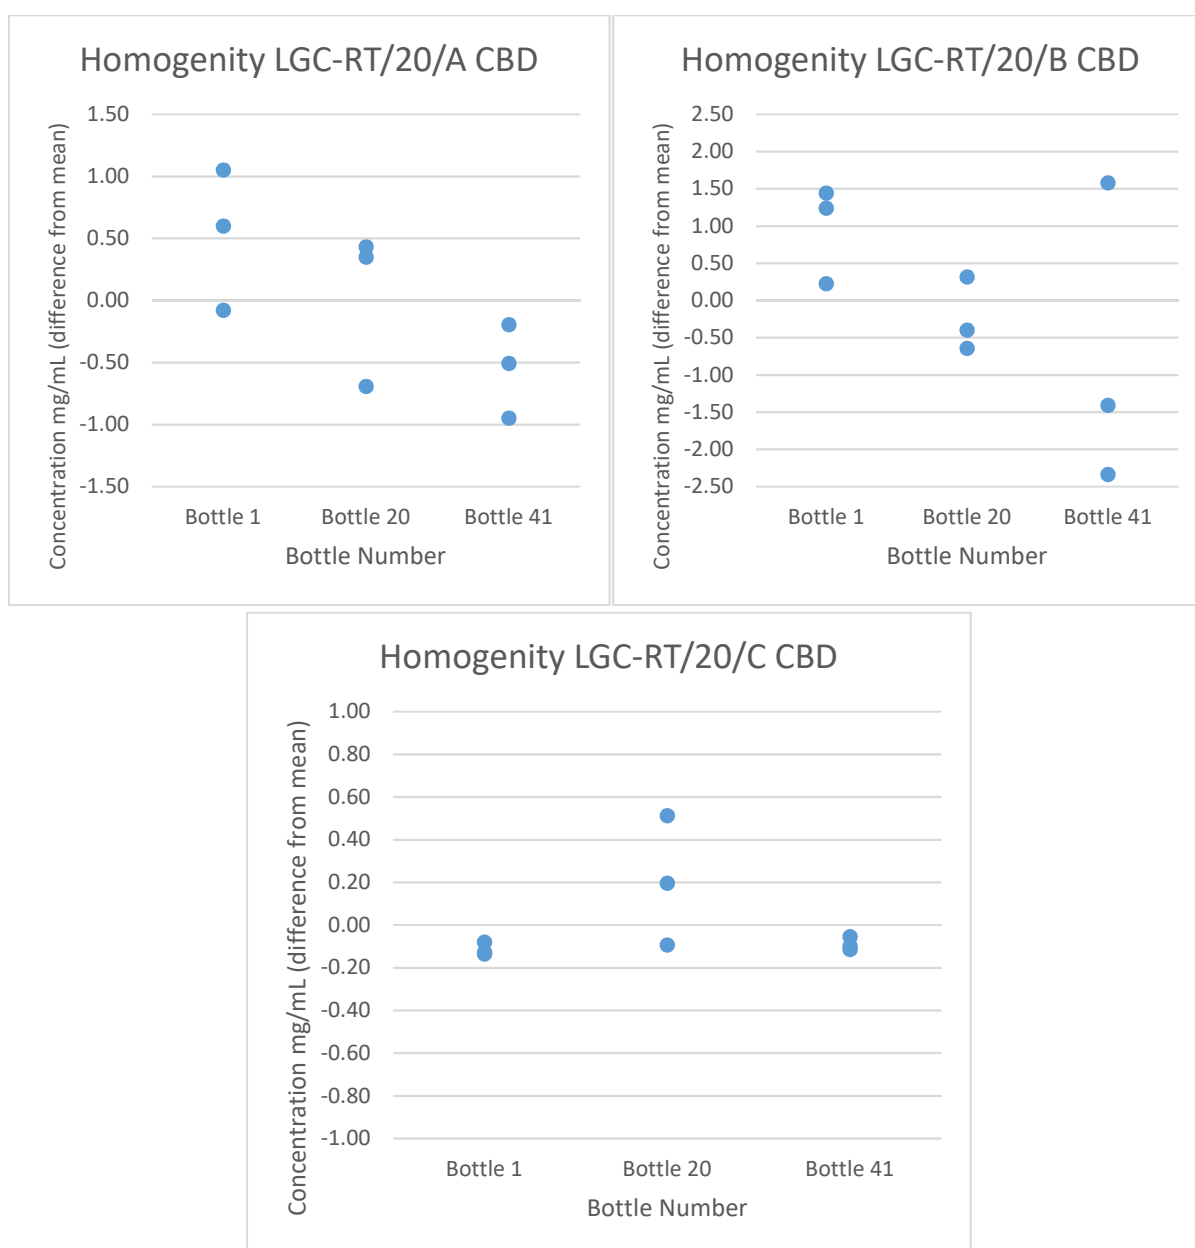 Homogenity LGC-RT/20/A CBD
Concentration mg/mL (difference from mean)
1.50
1.00
0.50
0.00
-0.50
-1.00
-1.50
Bottle 1 Bottle 20 Bottle 41
Bottle Number
Homogenity LGC-RT/20/B CBD
Concentration mg/mL (difference from mean)
2.50
2.00
1.50
1.00
0.50
0.00
-0.50
-1.00
-1.50
-2.00
-2.50
Bottle 1 Bottle 20 Bottle 41
Bottle Number
Homogenity LGC-RT/20/C CBD
Concentration mg/mL (difference from mean)
1.00
0.80
0.60
0.40
0.20
0.00
-0.20
-0.40
-0.60
-0.80
-1.00
Bottle 1 Bottle 20 Bottle 41
Bottle Number